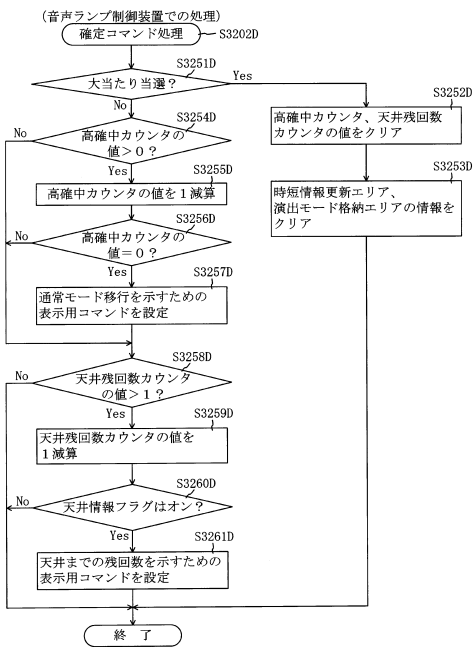 （音声ランプ制御装置での処理）
確定コマンド処理
S3202D
S3251D
大当たり当選？
Yes
No
S3252D
高確中カウンタ、天井残回数
カウンタの値をクリア
S3253D
時短情報更新エリア、
演出モード格納エリアの情報を
クリア
S3254D
高確中カウンタの
値＞０？
No
Yes
S3255D
高確中カウンタの値を１減算
S3256D
高確中カウンタの
値＝０？
No
Yes
S3257D
通常モード移行を示すための
表示用コマンドを設定
S3258D
天井残回数カウンタ
の値＞１？
No
Yes
S3259D
天井残回数カウンタの値を
１減算
S3260D
天井情報フラグはオン？
No
Yes
S3261D
天井までの残回数を示すための
表示用コマンドを設定
終 了